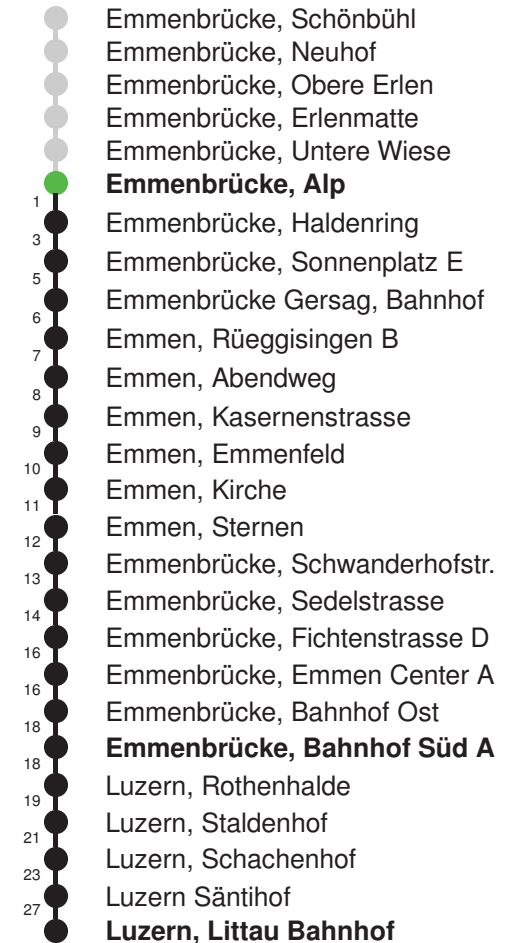 Emmenbrücke, Schönbühl
Emmenbrücke, Neuhof
Emmenbrücke, Obere Erlen
Emmenbrücke, Erlenmatte
Emmenbrücke, Untere Wiese
Emmenbrücke, Alp
1
Emmenbrücke, Haldenring
3
Emmenbrücke, Sonnenplatz E
5
Emmenbrücke Gersag, Bahnhof
6
Emmen, Rüeggisingen B
7
Emmen, Abendweg
8
Emmen, Kasernenstrasse
9
Emmen, Emmenfeld
10
Emmen, Kirche
11
Emmen, Sternen
12
Emmenbrücke, Schwanderhofstr.
13
Emmenbrücke, Sedelstrasse
14
Emmenbrücke, Fichtenstrasse D
16
Emmenbrücke, Emmen Center A
16
Emmenbrücke, Bahnhof Ost
18
Emmenbrücke, Bahnhof Süd A
18
Luzern, Rothenhalde
19
Luzern, Staldenhof
21
Luzern, Schachenhof
23
Luzern Säntihof
27
Luzern, Littau Bahnhof